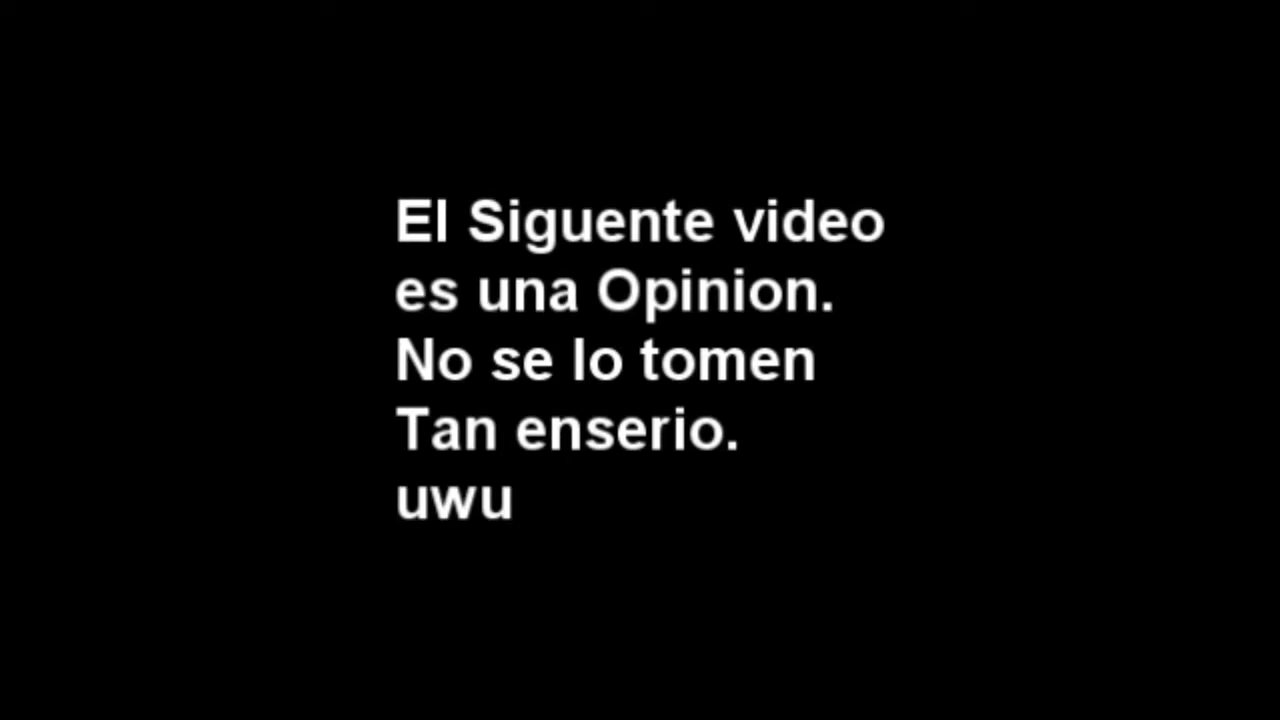 El Siguente video
es una Opinion.
No se lo tomen
Tan enserio.
uwu